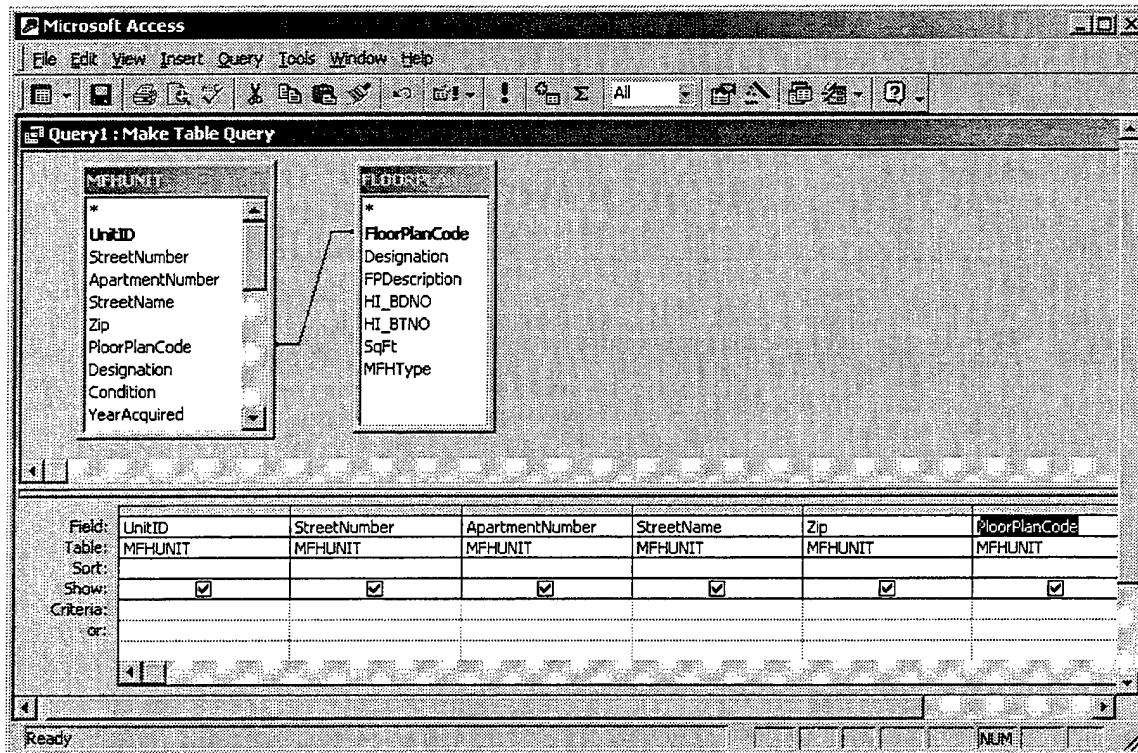 Microsoft Access
File Edit View Insert Query Tools Window Help
All
Query1 : Make Table Query
MFHUNIT
*
UnitID
StreetNumber
ApartmentNumber
StreetName
Zip
PloorPlanCode
Designation
Condition
YearAcquired
*
FloorPlanCode
Designation
FPDescription
HI_BDNO
HI_BTNO
SqFt
MFHType
Field: UnitID StreetNumber ApartmentNumber StreetName Zip PloorPlanCode
Table: MFHUNIT MFHUNIT MFHUNIT MFHUNIT MFHUNIT MFHUNIT
Sort:
Show:
Criteria:
or:
Ready NUM